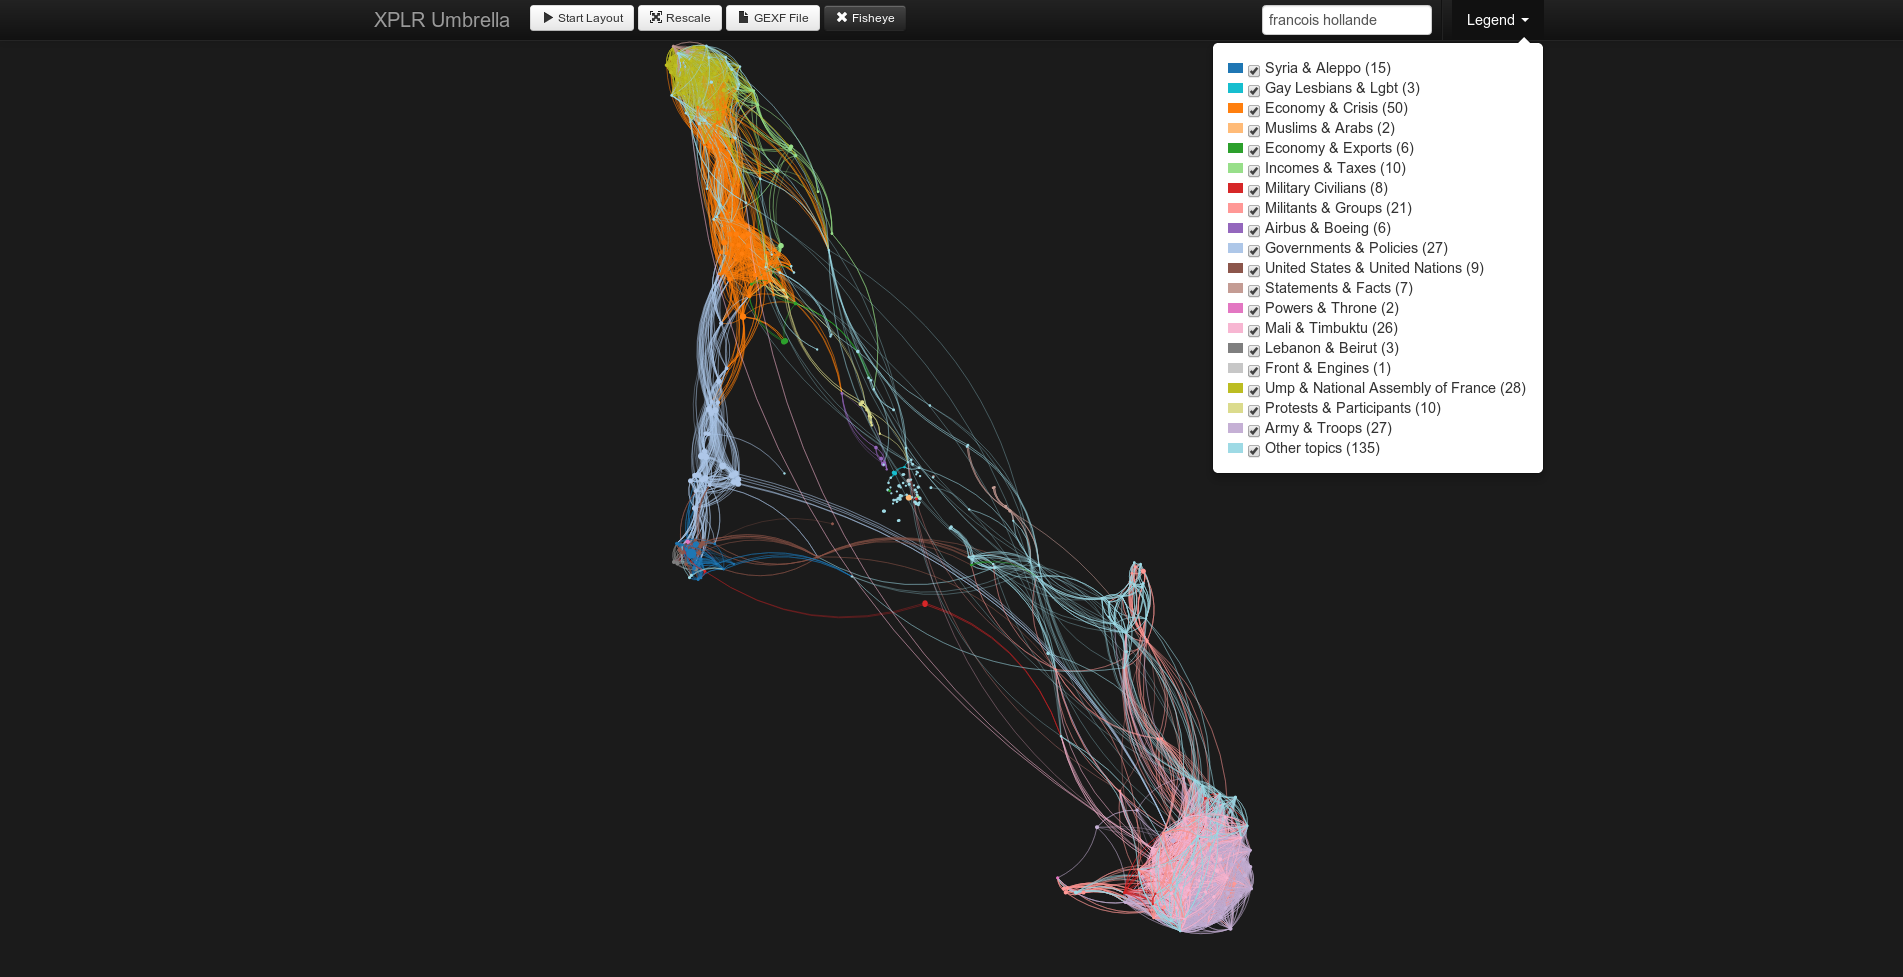 XPLR Umbrella
Start Layout
Rescale
GEXF File
Fisheye
francois hollande
Legend
Syria & Aleppo (15)
Gay Lesbians & Lgbt (3)
Economy & Crisis (50)
Muslims & Arabs (2)
Economy & Exports (6)
Incomes & Taxes (10)
Military Civilians (8)
Militants & Groups (21)
Airbus & Boeing (6)
Governments & Policies (27)
United States & United Nations (9)
Statements & Facts (7)
Powers & Throne (2)
Mali & Timbuktu (26)
Lebanon & Beirut (3)
Front & Engines (1)
Ump & National Assembly of France (28)
Protests & Participants (10)
Army & Troops (27)
Other topics (135)